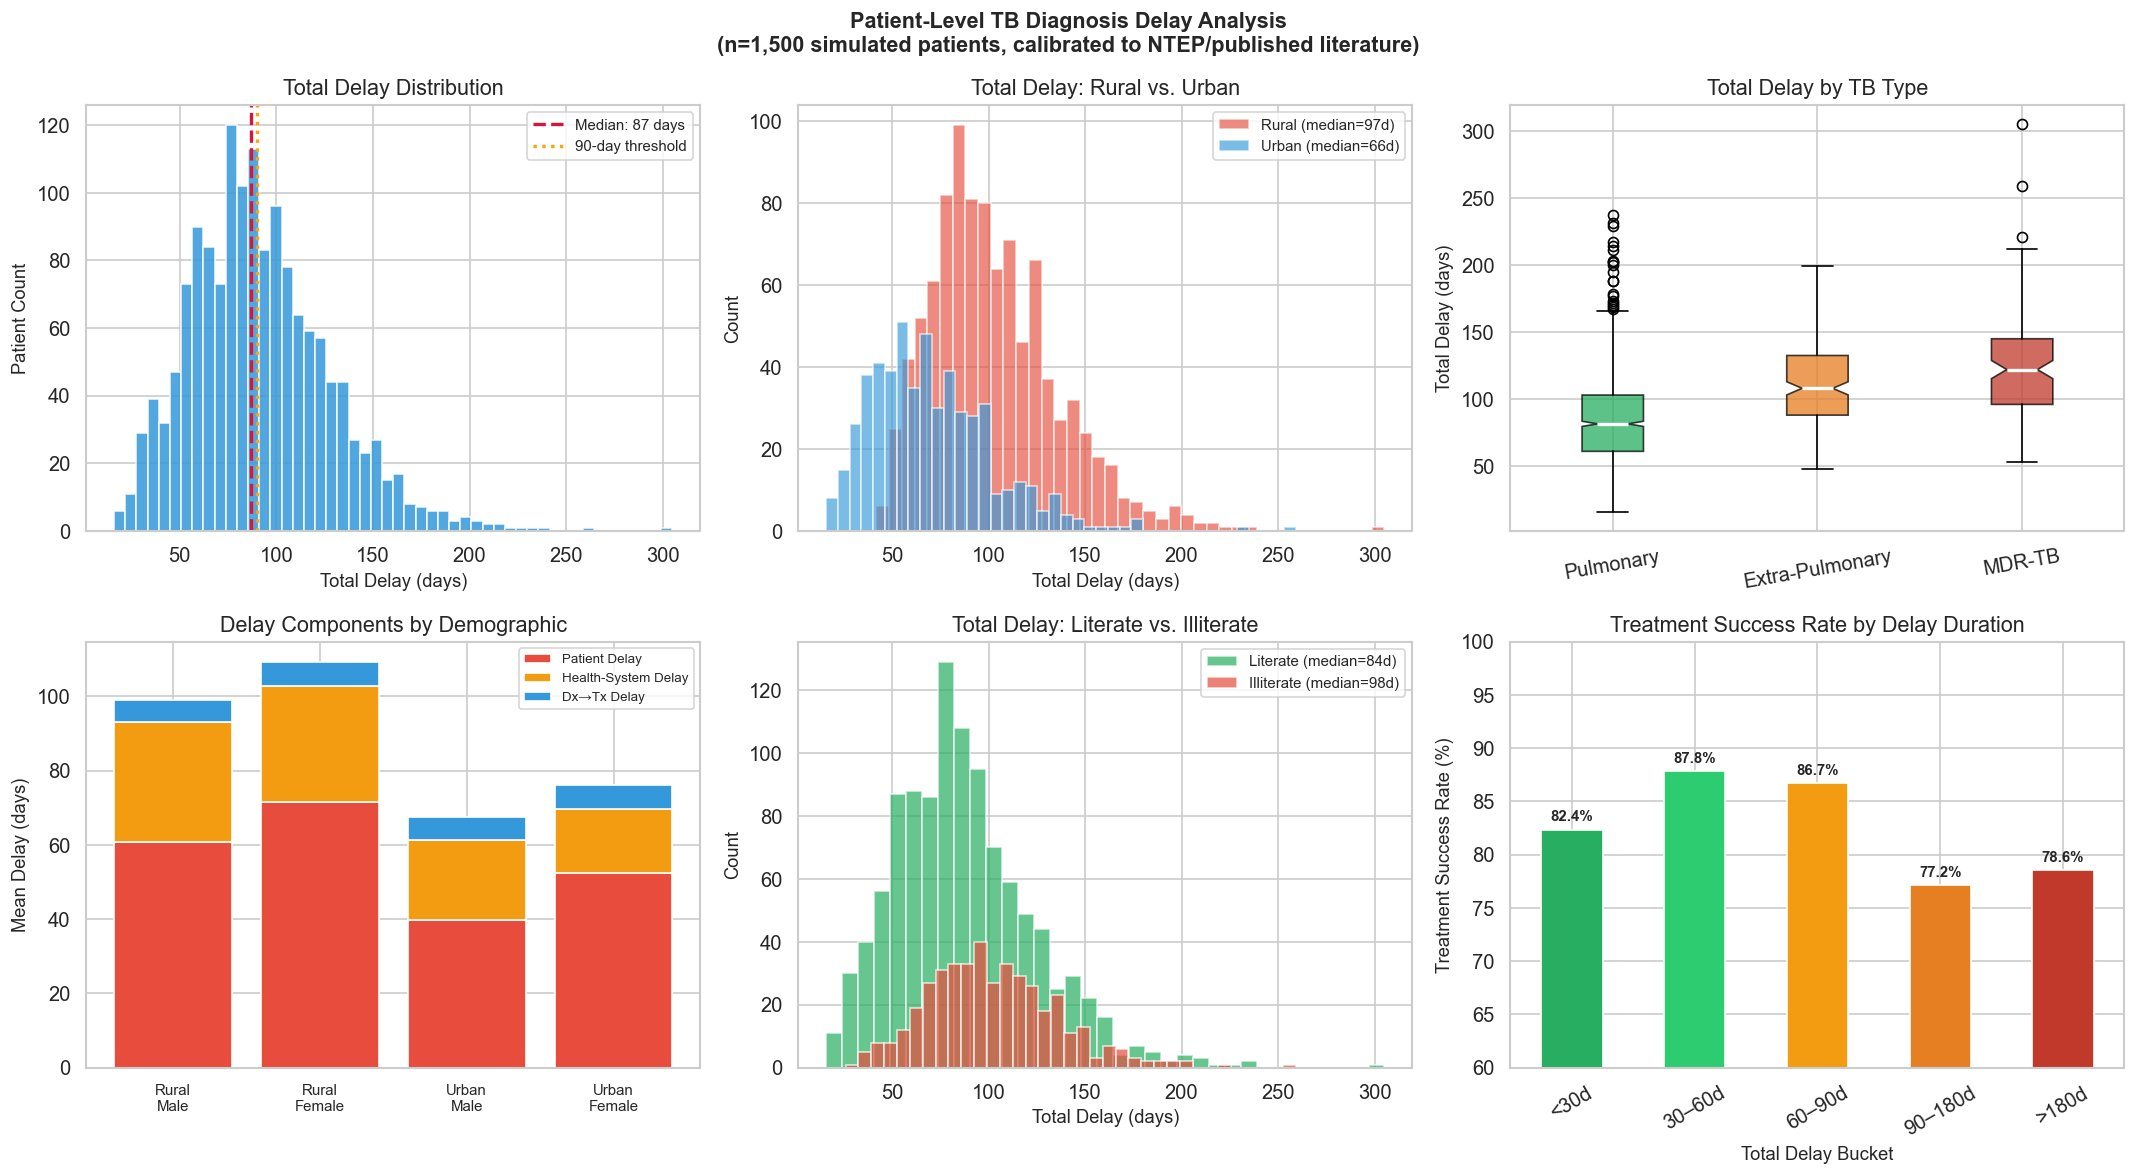 Patient-Level TB Diagnosis Delay Analysis
(n=1,500 simulated patients, calibrated to NTEP/published literature)
Total Delay Distribution
Patient Count
120
100
80
60
40
20
0
Median: 87 days
90-day threshold
50 100 150 200 250 300
Total Delay (days)
Total Delay: Rural vs. Urban
Count
100
80
60
40
20
0
Rural (median=97d)
Urban (median=66d)
50 100 150 200 250 300
Total Delay (days)
Total Delay by TB Type
Total Delay (days)
300
250
200
150
100
50
Pulmonary Extra-Pulmonary MDR-TB
Delay Components by Demographic
Mean Delay (days)
100
80
60
40
20
0
Patient Delay
Health-System Delay
Dx→Tx Delay
Rural
Male
Rural
Female
Urban
Male
Urban
Female
Total Delay: Literate vs. Illiterate
Count
120
100
80
60
40
20
0
Literate (median=84d)
Illiterate (median=98d)
50 100 150 200 250 300
Total Delay (days)
Treatment Success Rate by Delay Duration
Treatment Success Rate (%)
100
95
90
85
80
75
70
65
60
82.4%
87.8%
86.7%
77.2%
78.6%
<30d 30–60d 60–90d 90–180d >180d
Total Delay Bucket